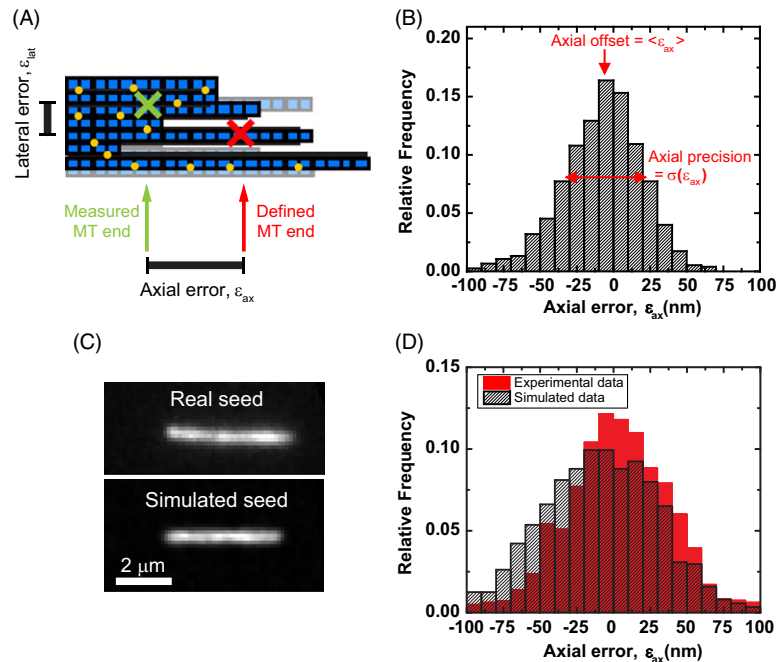 (A)
Lateral error, εlat
Measured
MT end
Defined
MT end
Axial error, εax
(B)
Relative Frequency
0.20
0.15
0.10
0.05
0.00
Axial offset = <εax>
Axial precision
= σ(εax)
-100 -75 -50 -25 0 25 50 75 100
Axial error, εax(nm)
(C)
Real seed
Simulated seed
2 μm
(D)
Relative Frequency
0.15
0.10
0.05
0.00
Experimental data
Simulated data
-100 -75 -50 -25 0 25 50 75 100
Axial error, εax(nm)